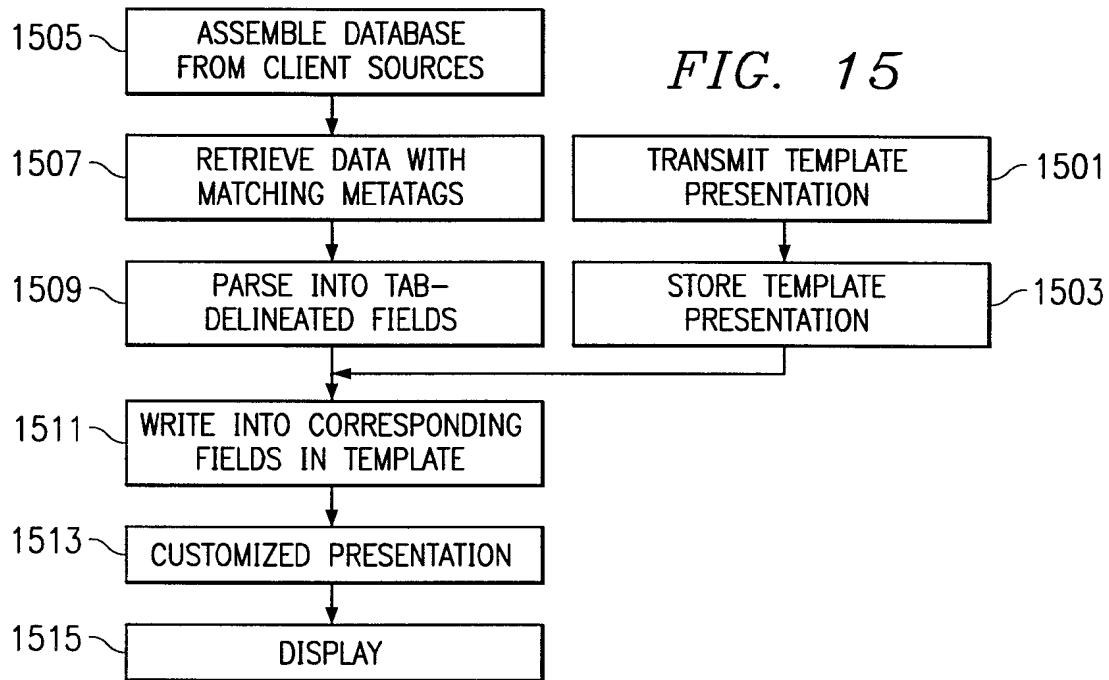 1505
ASSEMBLE DATABASE
FROM CLIENT SOURCES
FIG. 15
1507
RETRIEVE DATA WITH
MATCHING METATAGS
TRANSMIT TEMPLATE
PRESENTATION
1501
1509
PARSE INTO TAB-
DELINEATED FIELDS
STORE TEMPLATE
PRESENTATION
1503
1511
WRITE INTO CORRESPONDING
FIELDS IN TEMPLATE
1513
CUSTOMIZED PRESENTATION
1515
DISPLAY